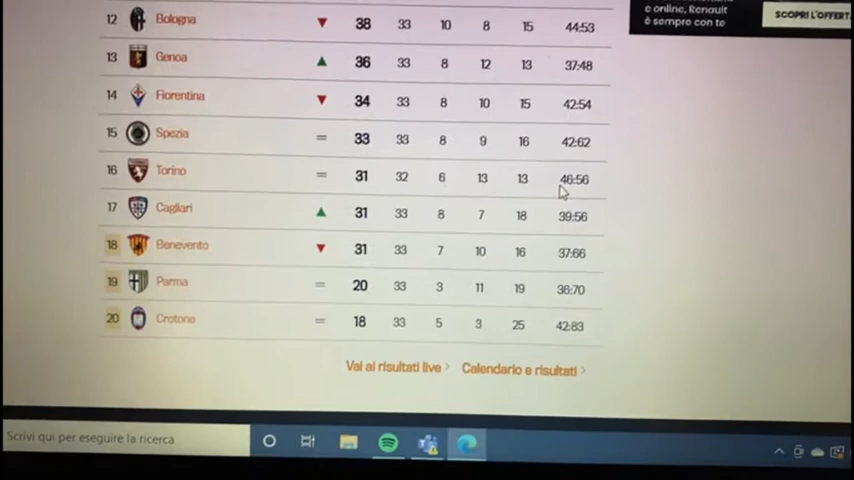 e online, Renault
è sempre con te
SCOPRI L'OFFERTA
12 Bologna 38 33 10 8 15 44:53
13 Genoa 36 33 8 12 13 37:48
14 Fiorentina 34 33 8 10 15 42:54
15 Spezia = 33 33 8 9 16 42:62
16 Torino = 31 32 6 13 13 46:56
17 Cagliari 31 33 8 7 18 39:56
18 Benevento 31 33 7 10 16 37:66
19 Parma = 20 33 3 11 19 36:70
20 Crotone = 18 33 5 3 25 42:83
Vai ai risultati live > Calendario e risultati >
Scrivi qui per eseguire la ricerca